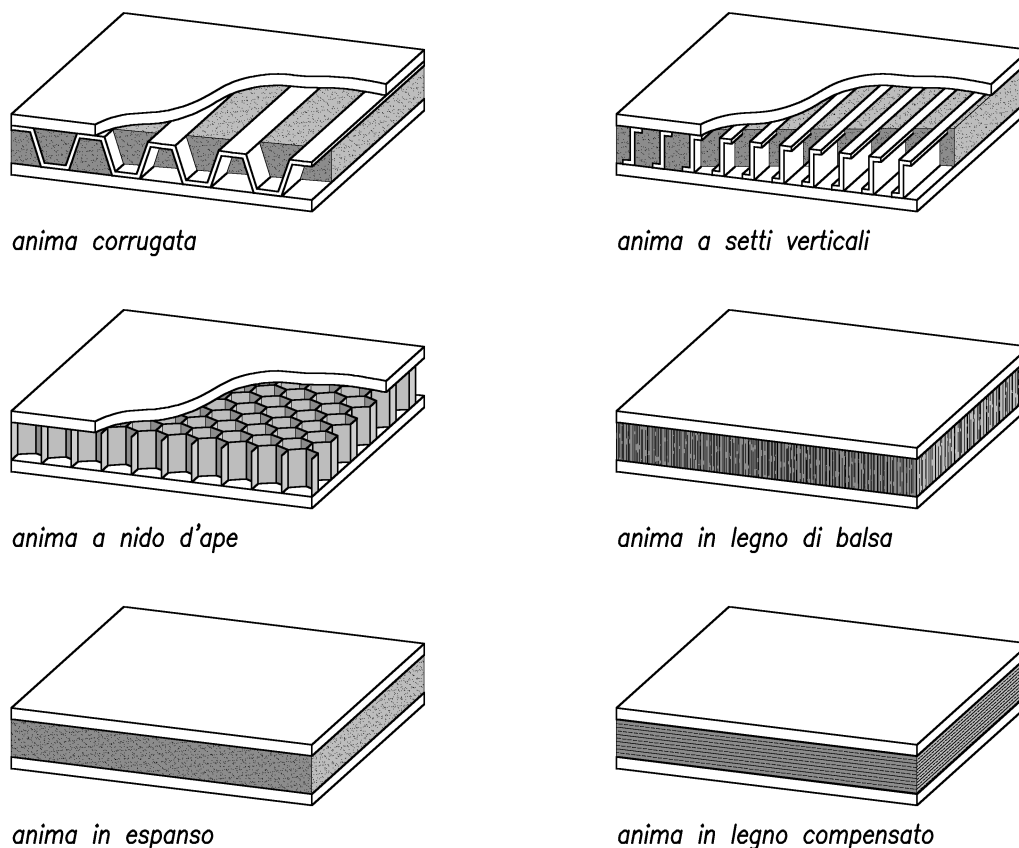 anima corrugata
anima a setti verticali
anima a nido d'ape
anima in legno di balsa
anima in espanso
anima in legno compensato